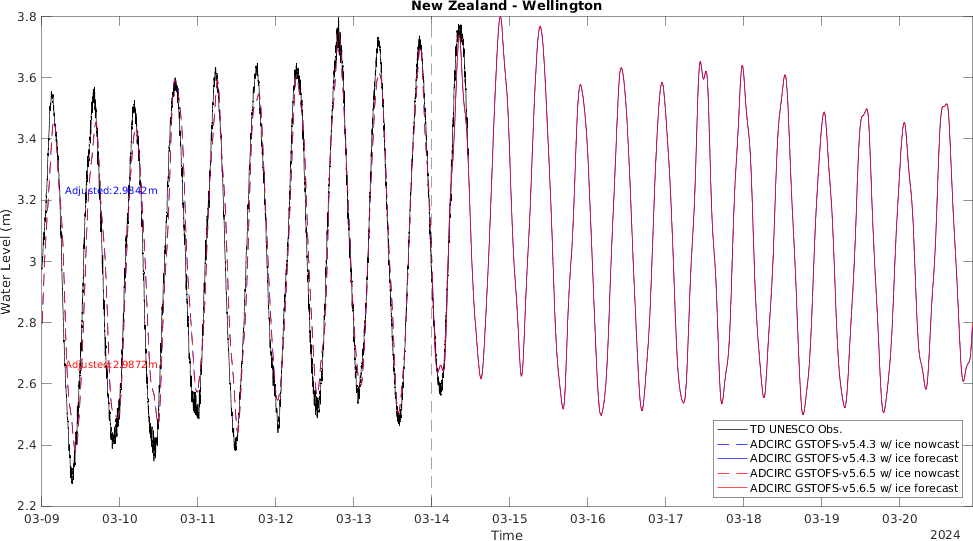 New Zealand - Wellington
3.8
3.6
3.4
3.2
3
2.8
2.6
2.4
2.2
Water Level (m)
Adjusted:2.9842m
Adjusted:2.9872m
TD UNESCO Obs.
ADCIRC GSTOFS-v5.4.3 w/ ice nowcast
ADCIRC GSTOFS-v5.4.3 w/ ice forecast
ADCIRC GSTOFS-v5.6.5 w/ ice nowcast
ADCIRC GSTOFS-v5.6.5 w/ ice forecast
03-09 03-10 03-11 03-12 03-13 03-14 03-15 03-16 03-17 03-18 03-19 03-20
Time
2024